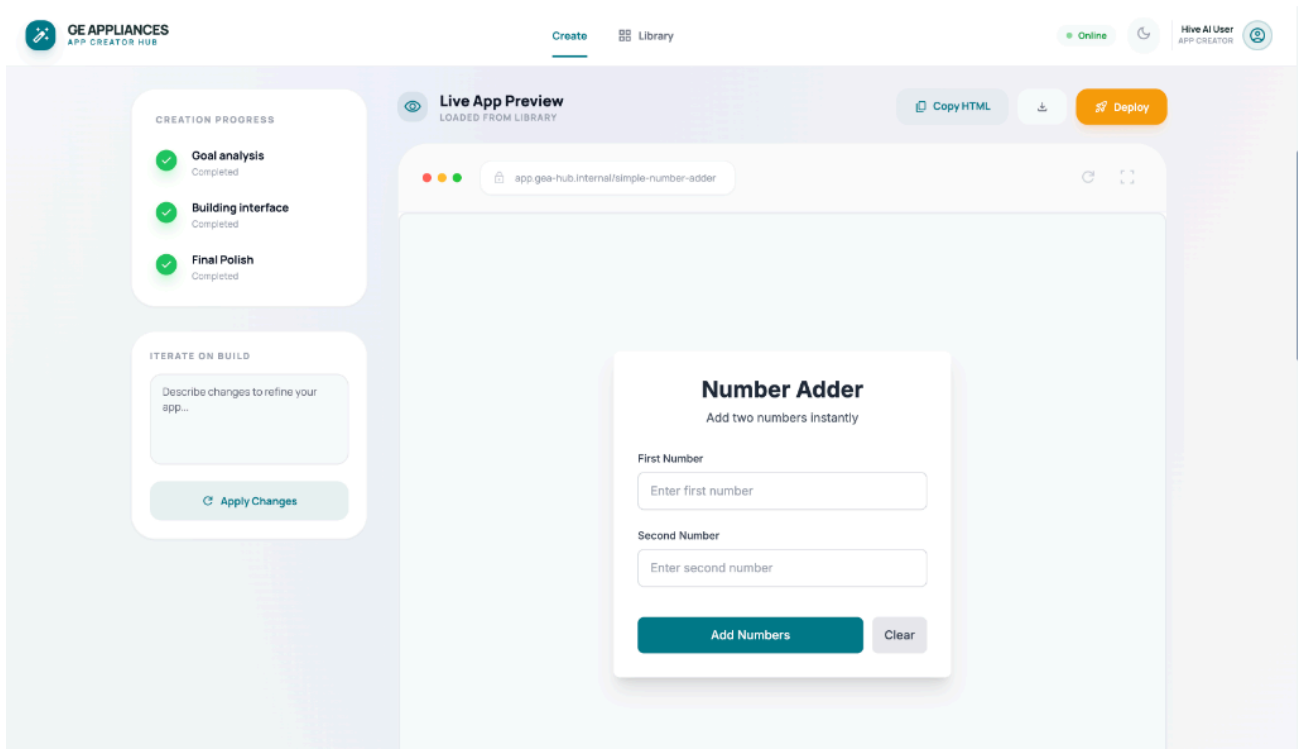 GE APPLIANCES
APP CREATOR HUB
Create
Library
Online
Hive AI User
APP CREATOR
CREATION PROGRESS
Goal analysis
Completed
Building interface
Completed
Final Polish
Completed
ITERATE ON BUILD
Describe changes to refine your
app...
Apply Changes
Live App Preview
LOADED FROM LIBRARY
Copy HTML
Deploy
app.gea-hub.internal/simple-number-adder
Number Adder
Add two numbers instantly
First Number
Enter first number
Second Number
Enter second number
Add Numbers
Clear